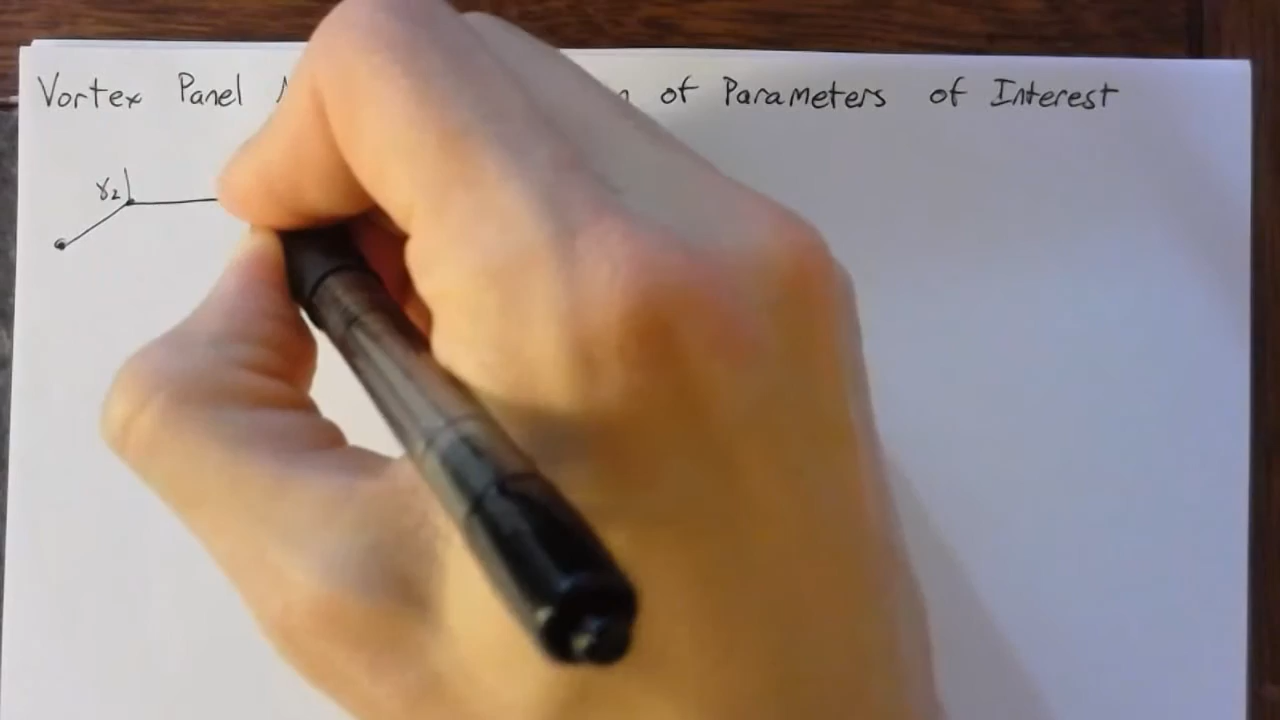 Vortex Panel of Parameters of Interest
γ2